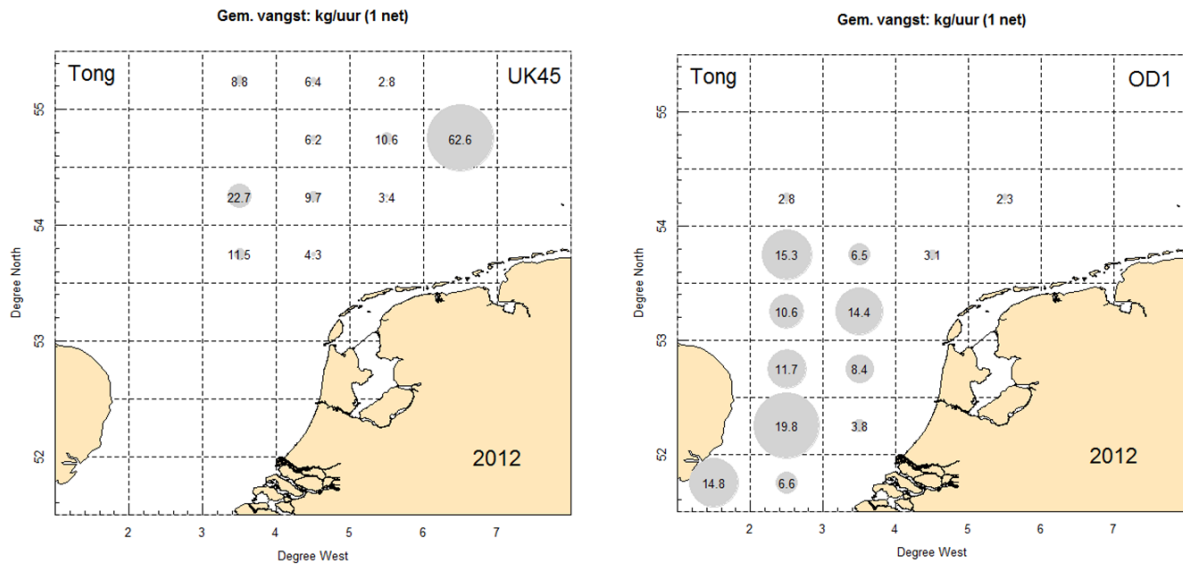 Gem. vangst: kg/uur (1 net)
Tong
UK45
8.8 6.4 2.8
6.2 10.6 62.6
22.7 9.7 3.4
11.5 4.3
2012
55
54
53
52
Degree North
2 3 4 5 6 7
Degree West
Gem. vangst: kg/uur (1 net)
Tong
OD1
2.8 2.3
15.3 6.5 3.1
10.6 14.4
11.7 8.4
19.8 3.8
14.8 6.6
2012
55
54
53
52
Degree North
2 3 4 5 6 7
Degree West